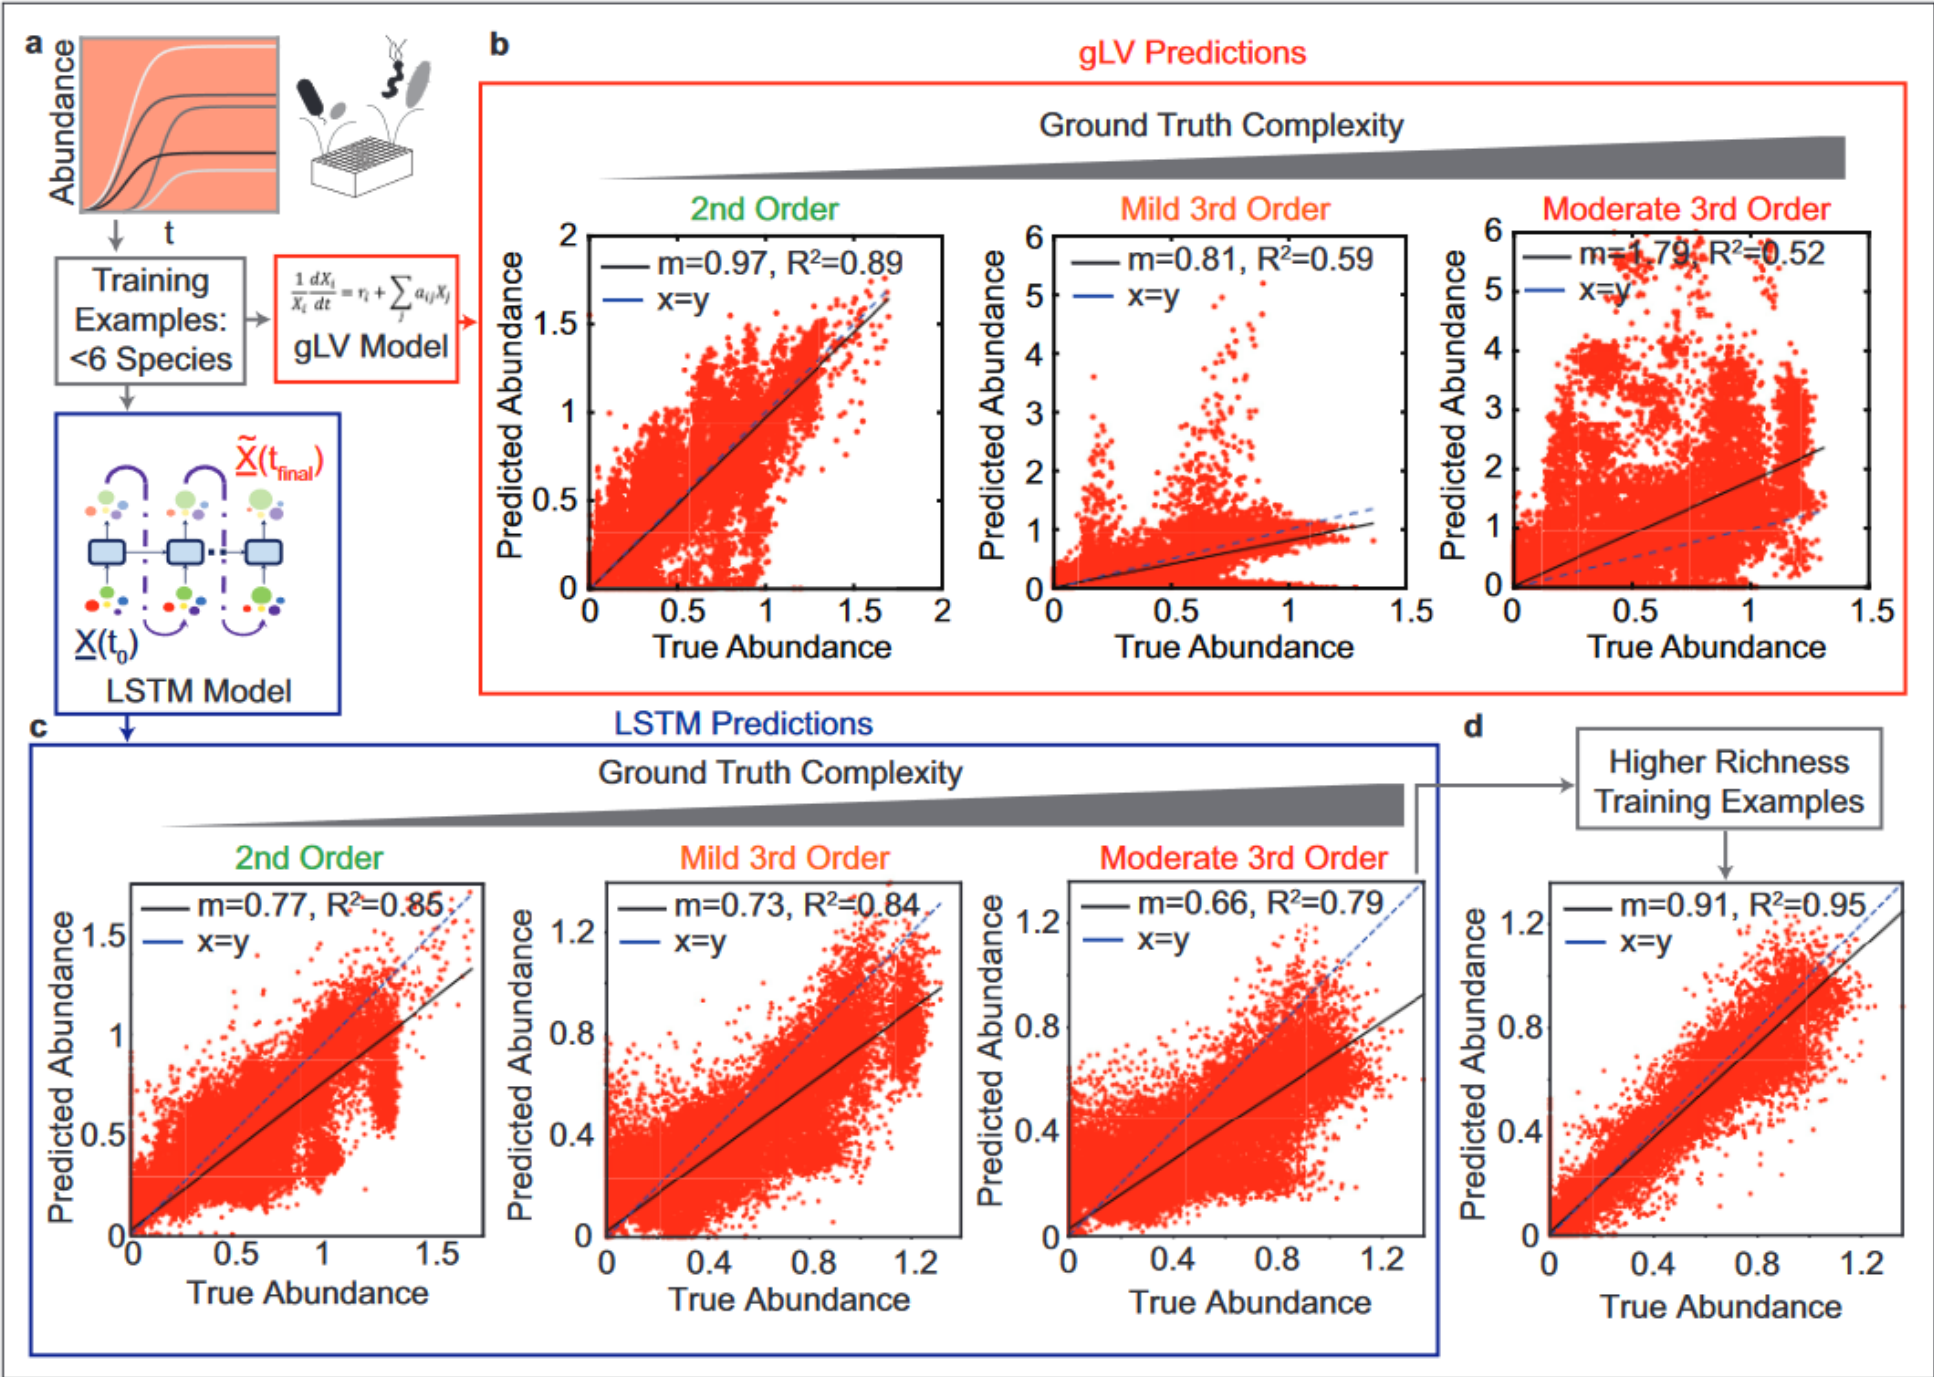 a
Abundance
t
Training
Examples:
<6 Species
1/X_i dX_i/dt = r_i + ∑_j a_ij X_j
gLV Model
X̃(t_final)
X(t_0)
LSTM Model
b
gLV Predictions
Ground Truth Complexity
2nd Order
m=0.97, R²=0.89
x=y
Predicted Abundance
2
1.5
1
0.5
0
0 0.5 1 1.5 2
True Abundance
Mild 3rd Order
m=0.81, R²=0.59
x=y
Predicted Abundance
6
5
4
3
2
1
0
0 0.5 1 1.5
True Abundance
Moderate 3rd Order
m=1.79, R²=0.52
x=y
Predicted Abundance
6
5
4
3
2
1
0
0 0.5 1 1.5
True Abundance
c
LSTM Predictions
Ground Truth Complexity
2nd Order
m=0.77, R²=0.85
x=y
Predicted Abundance
1.5
1
0.5
0
0 0.5 1 1.5
True Abundance
Mild 3rd Order
m=0.73, R²=0.84
x=y
Predicted Abundance
1.2
0.8
0.4
0
0 0.4 0.8 1.2
True Abundance
Moderate 3rd Order
m=0.66, R²=0.79
x=y
Predicted Abundance
1.2
0.8
0.4
0
0 0.4 0.8 1.2
True Abundance
d
Higher Richness
Training Examples
m=0.91, R²=0.95
x=y
Predicted Abundance
1.2
0.8
0.4
0
0 0.4 0.8 1.2
True Abundance